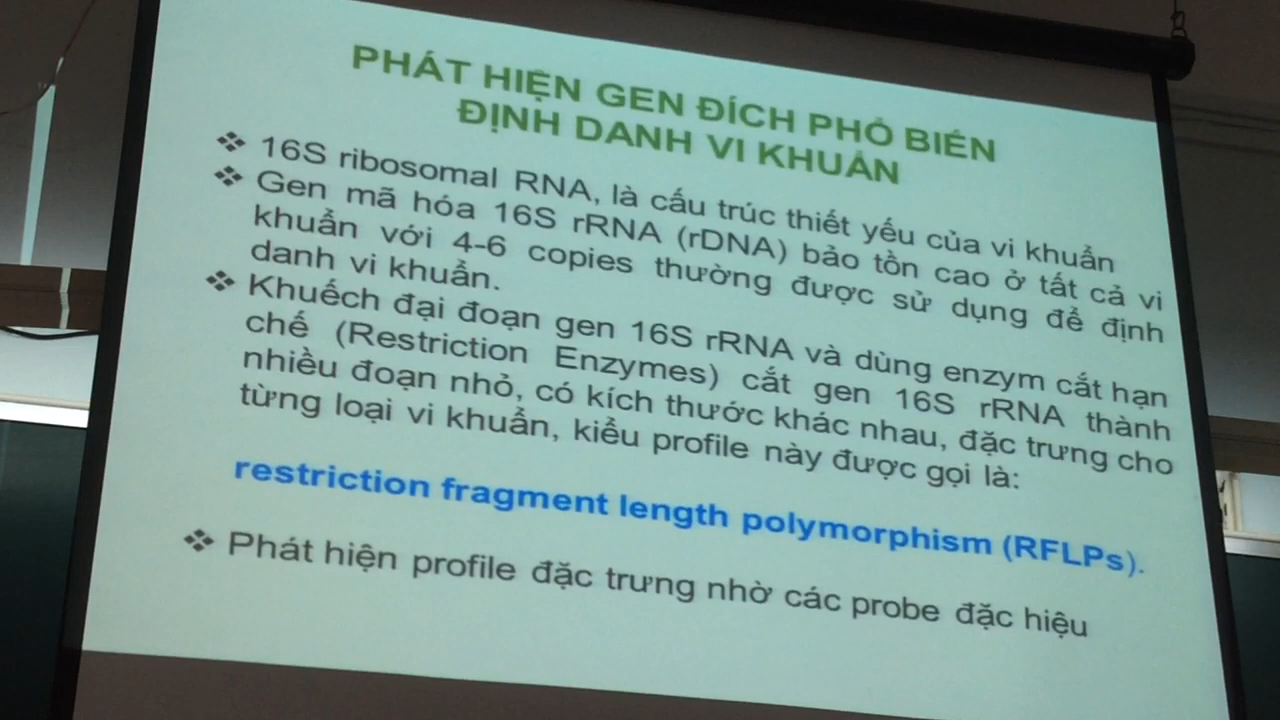 PHÁT HIỆN GEN ĐÍCH PHỔ BIẾN
ĐỊNH DANH VI KHUẨN
❖ 16S ribosomal RNA, là cấu trúc thiết yếu của vi khuẩn
❖ Gen mã hóa 16S rRNA (rDNA) bảo tồn cao ở tất cả vi
khuẩn với 4-6 copies thường được sử dụng để định
danh vi khuẩn.
❖ Khuếch đại đoạn gen 16S rRNA và dùng enzym cắt hạn
chế (Restriction Enzymes) cắt gen 16S rRNA thành
nhiều đoạn nhỏ, có kích thước khác nhau, đặc trưng cho
từng loại vi khuẩn, kiểu profile này được gọi là:
restriction fragment length polymorphism (RFLPs).
❖ Phát hiện profile đặc trưng nhờ các probe đặc hiệu